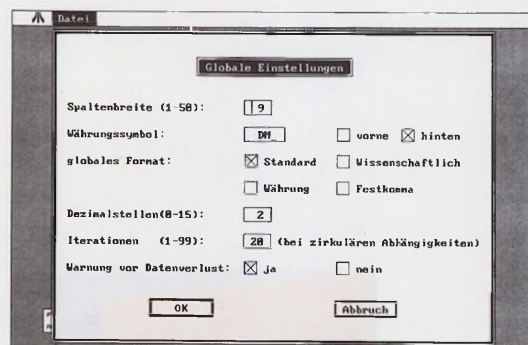 Datei
Globale Einstellungen
Spaltenbreite (1-50): 9
Währungssymbol: DM_ vorne hinten
globales Format: Standard Wissenschaftlich
Währung Festkomma
Dezimalstellen(0-15): 2
Iterationen (1-99): 20 (bei zirkulären Abhängigkeiten)
Warnung vor Datenverlust: ja nein
OK Abbruch